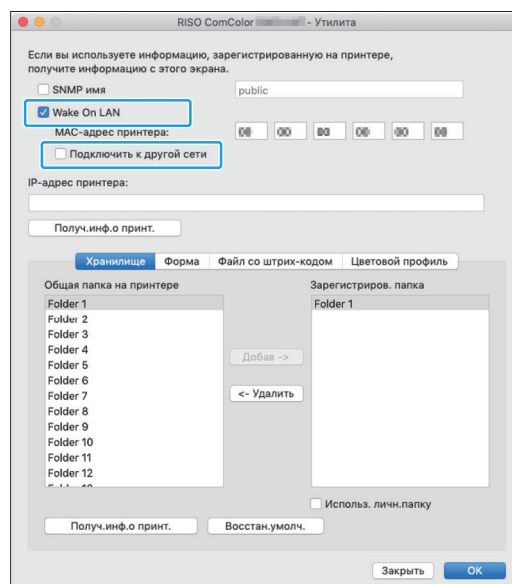 RISO ComColor - Утилита
Если вы используете информацию, зарегистрированную на принтере,
получите информацию с этого экрана.
SNMP имя
public
Wake On LAN
MAC-адрес принтера:
Подключить к другой сети
IP-адрес принтера:
Получ.инф.о принт.
Хранилище Форма Файл со штрих-кодом Цветовой профиль
Общая папка на принтере
Folder 1
Folder 2
Folder 3
Folder 4
Folder 5
Folder 6
Folder 7
Folder 8
Folder 9
Folder 10
Folder 11
Folder 12
Добав ->
<- Удалить
Зарегистриров. папка
Folder 1
Использ. личн.папку
Получ.инф.о принт.
Восстан.умолч.
Закрыть
OK